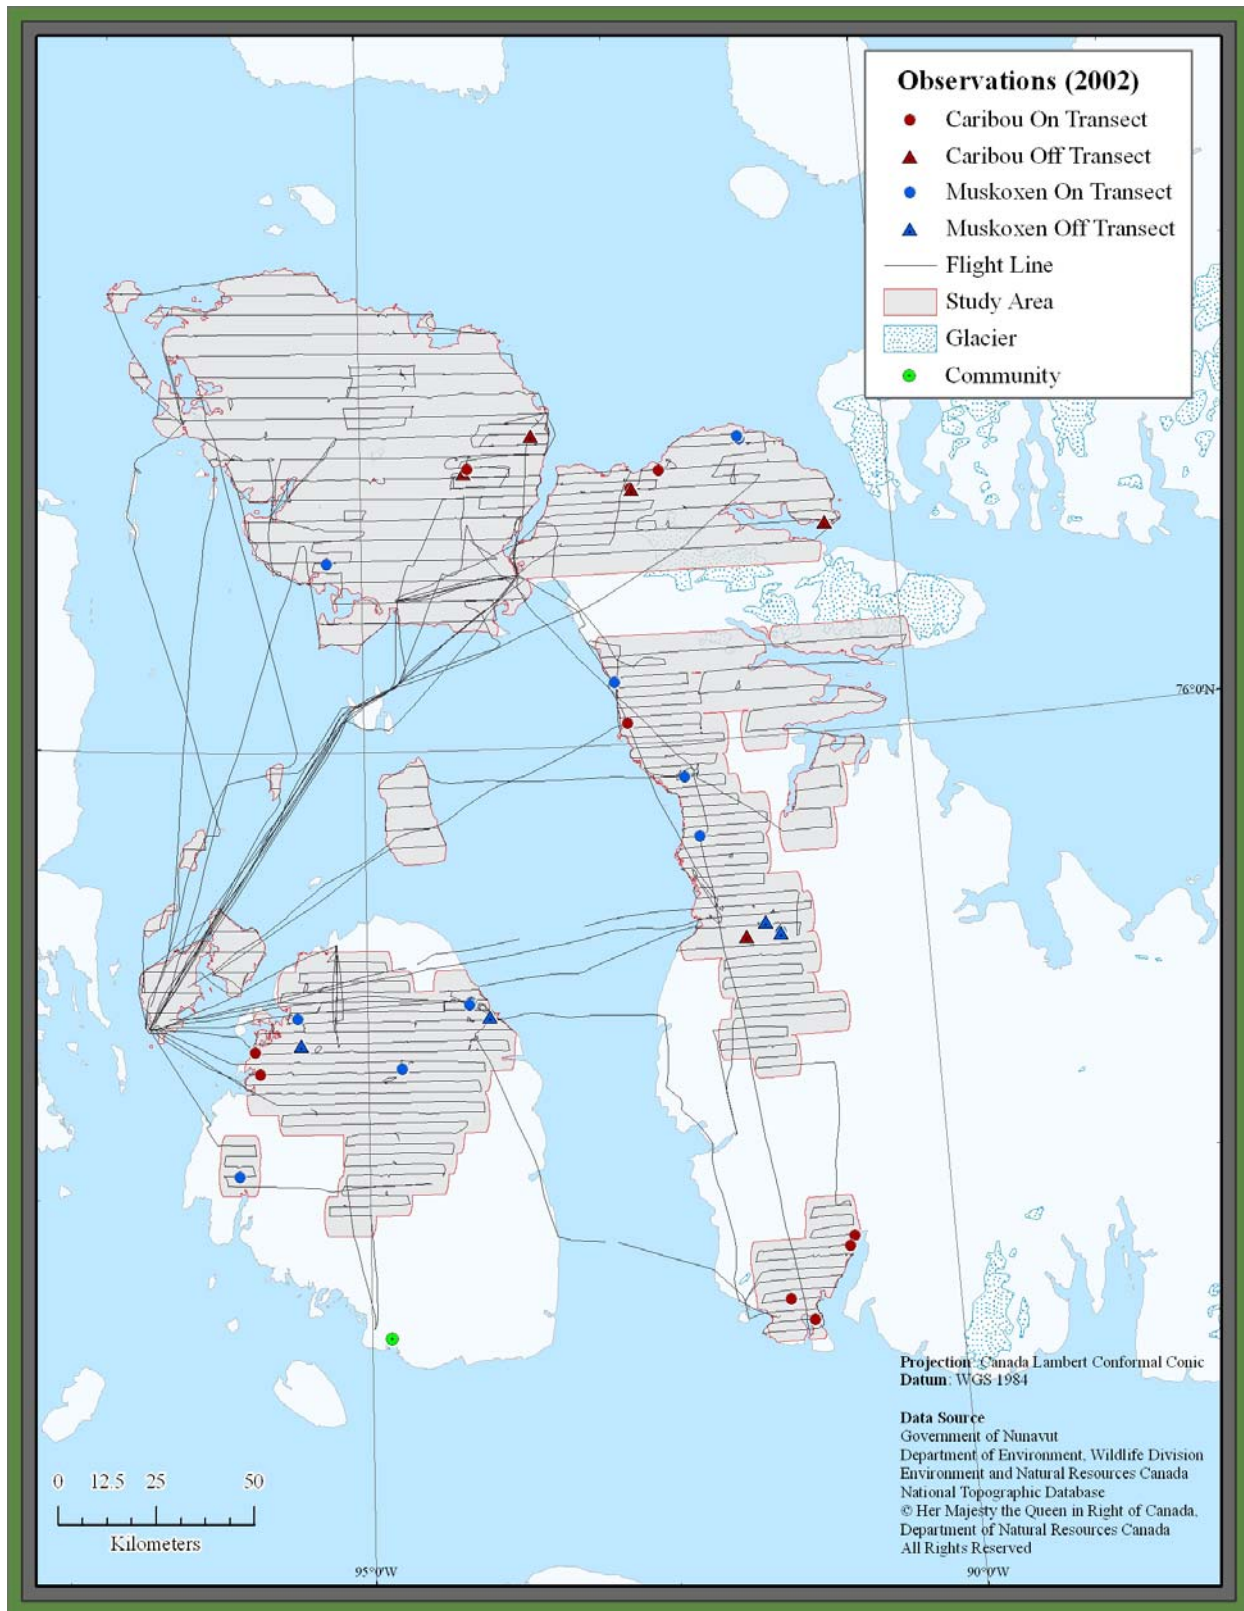 Observations (2002)
Caribou On Transect
Caribou Off Transect
Muskoxen On Transect
Muskoxen Off Transect
Flight Line
Study Area
Glacier
Community
76°0'N
Projection: Canada Lambert Conformal Conic
Datum: WGS 1984
Data Source
Government of Nunavut
Department of Environment, Wildlife Division
Environment and Natural Resources Canada
National Topographic Database
© Her Majesty the Queen in Right of Canada,
Department of Natural Resources Canada
All Rights Reserved
0 12.5 25 50
Kilometers
95°0'W
90°0'W